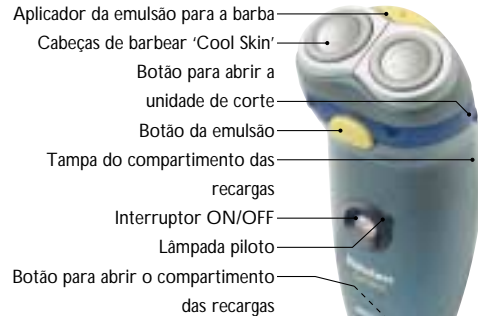 Aplicador da emulsão para a barba
Cabeças de barbear ‘Cool Skin’
Botão para abrir a
unidade de corte
Botão da emulsão
Tampa do compartimento das
recargas
Interruptor ON/OFF
Lâmpada piloto
Botão para abrir o compartimento
das recargas